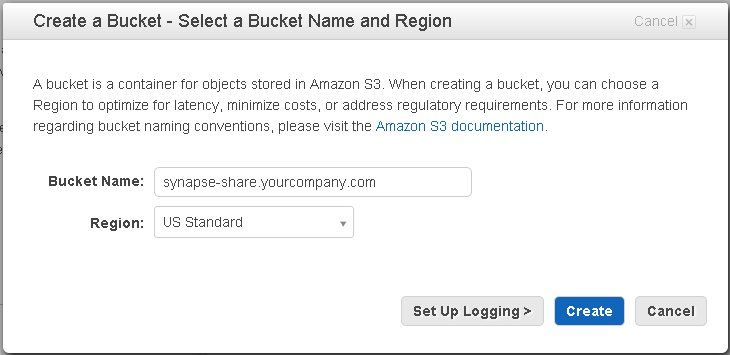 Create a Bucket - Select a Bucket Name and Region
Cancel x
A bucket is a container for objects stored in Amazon S3. When creating a bucket, you can choose a
Region to optimize for latency, minimize costs, or address regulatory requirements. For more information
regarding bucket naming conventions, please visit the Amazon S3 documentation.
Bucket Name: synapse-share.yourcompany.com
Region: US Standard
Set Up Logging > Create Cancel